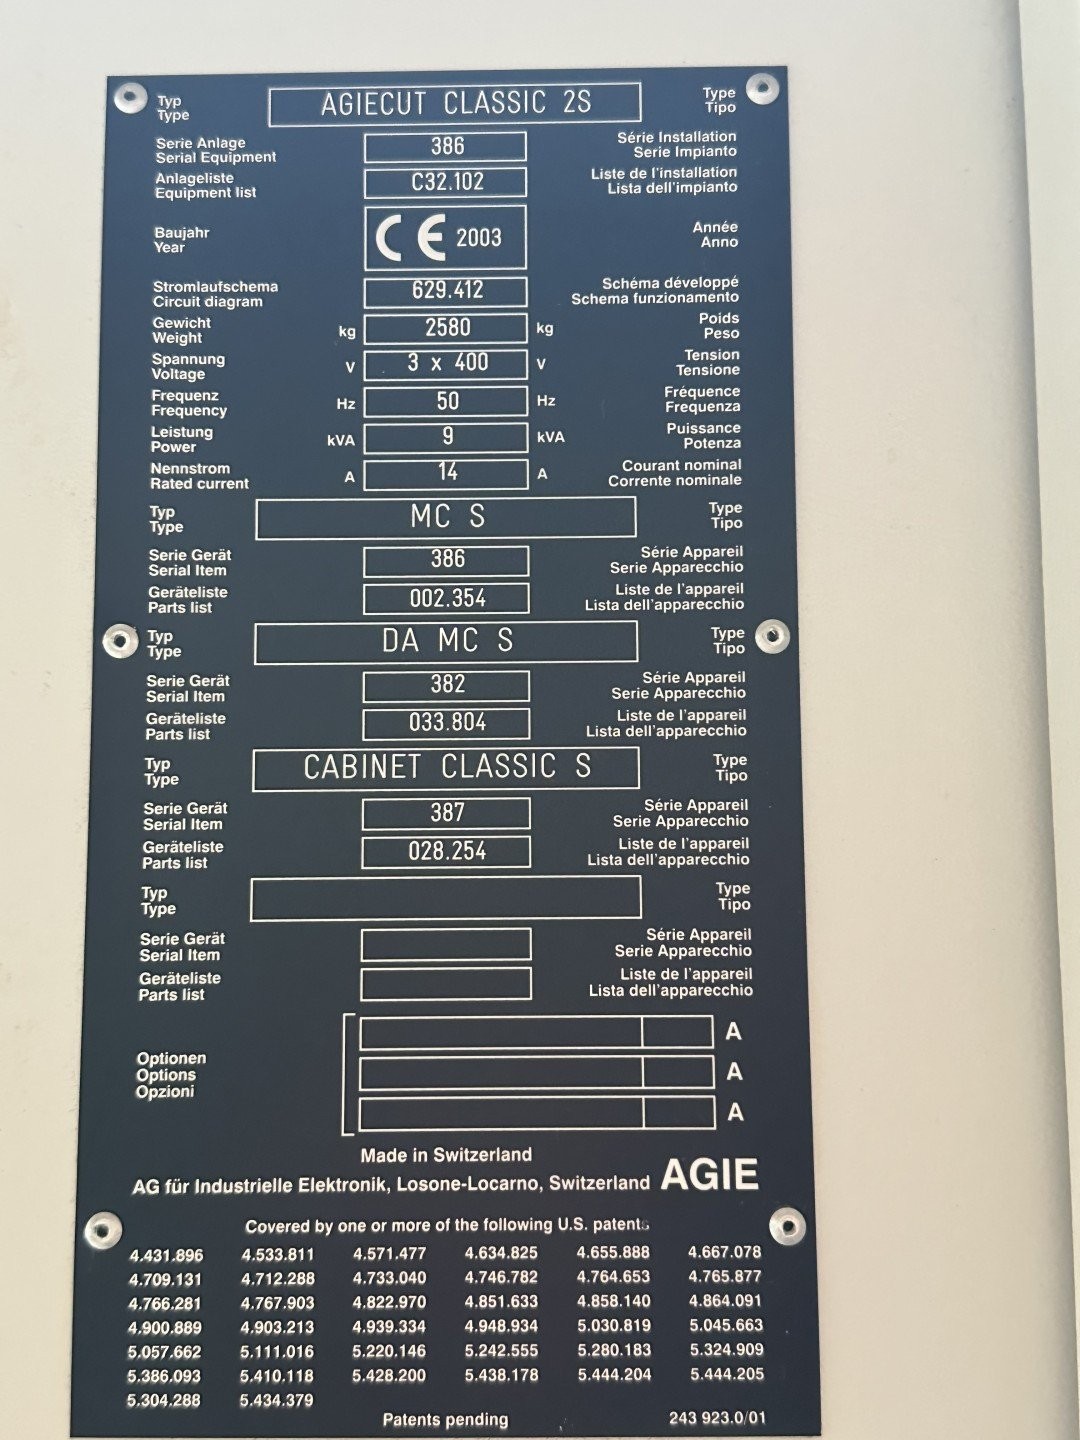 Typ AGIECUT CLASSIC 2S Type
Type Tipo
Serie Anlage 386 Série Installation
Serial Equipment Serie Impianto
Anlageliste C32.102 Liste de l'installation
Equipment list Lista dell'impianto
Baujahr CE 2003 Année
Year Anno
Stromlaufschema 629.412 Schéma développé
Circuit diagram Schema funzionamento
Gewicht kg 2580 kg Poids
Weight Peso
Spannung V 3 x 400 V Tension
Voltage Tensione
Frequenz Hz 50 Hz Fréquence
Frequency Frequenza
Leistung kVA 9 kVA Puissance
Power Potenza
Nennstrom A 14 A Courant nominal
Rated current Corrente nominale
Typ MC S Type
Type Tipo
Serie Gerät 386 Série Appareil
Serial Item Serie Apparecchio
Geräteliste 002.354 Liste de l'appareil
Parts list Lista dell'apparecchio
Typ DA MC S Type
Type Tipo
Serie Gerät 382 Série Appareil
Serial Item Serie Apparecchio
Geräteliste 033.804 Liste de l'appareil
Parts list Lista dell'apparecchio
Typ CABINET CLASSIC S Type
Type Tipo
Serie Gerät 387 Série Appareil
Serial Item Serie Apparecchio
Geräteliste 028.254 Liste de l'appareil
Parts list Lista dell'apparecchio
Typ Type
Type Tipo
Serie Gerät Série Appareil
Serial Item Serie Apparecchio
Geräteliste Liste de l'appareil
Parts list Lista dell'apparecchio
A
Optionen
Options A
Opzioni
A
Made in Switzerland
AG für Industrielle Elektronik, Losone-Locarno, Switzerland AGIE
Covered by one or more of the following U.S. patents
4.431.896 4.533.811 4.571.477 4.634.825 4.655.888 4.667.078
4.709.131 4.712.288 4.733.040 4.746.782 4.764.653 4.765.877
4.766.281 4.767.903 4.822.970 4.851.633 4.858.140 4.864.091
4.900.889 4.903.213 4.939.334 4.948.934 5.030.819 5.045.663
5.057.662 5.111.016 5.220.146 5.242.555 5.280.183 5.324.909
5.386.093 5.410.118 5.428.200 5.438.178 5.444.204 5.444.205
5.304.288 5.434.379
Patents pending 243 923.0/01